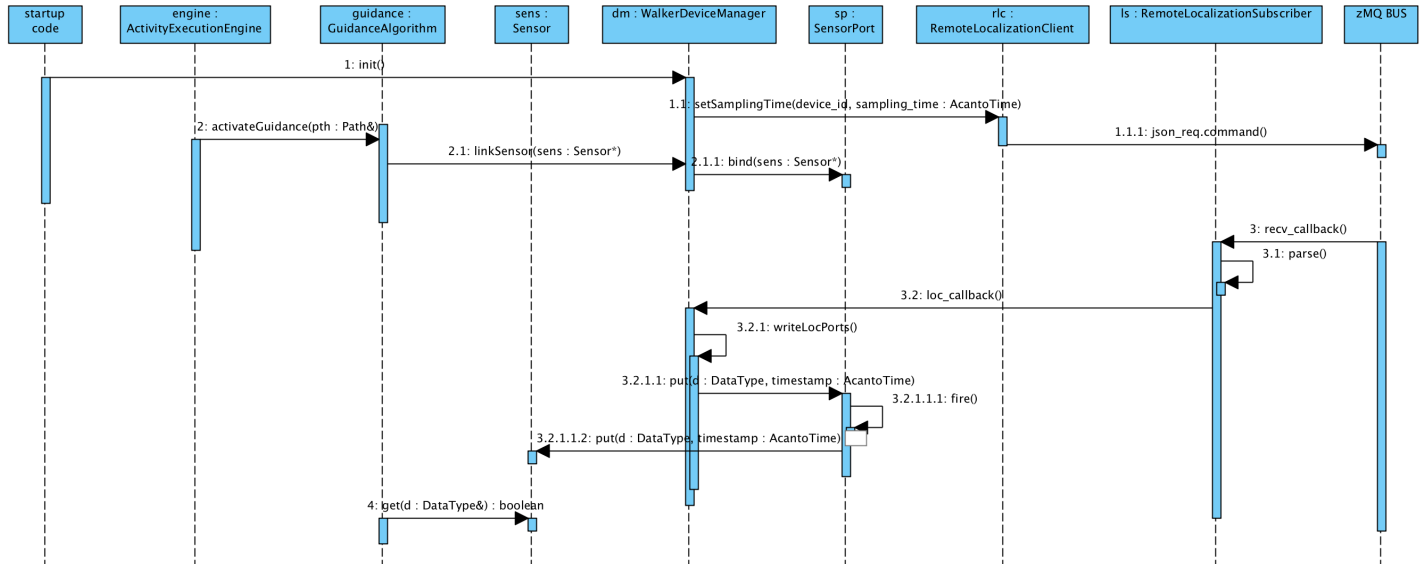 startup
code
engine :
ActivityExecutionEngine
guidance :
GuidanceAlgorithm
sens :
Sensor
dm : WalkerDeviceManager
sp :
SensorPort
rlc :
RemoteLocalizationClient
ls : RemoteLocalizationSubscriber
zMQ BUS
1: init()
1.1: setSamplingTime(device_id, sampling_time : AcantoTime)
2: activateGuidance(pth : Path&)
1.1.1: json_req.command()
2.1: linkSensor(sens : Sensor*)
2.1.1: bind(sens : Sensor*)
3: recv_callback()
3.1: parse()
3.2: loc_callback()
3.2.1: writeLocPorts()
3.2.1.1: put(d : DataType, timestamp : AcantoTime)
3.2.1.1.1: fire()
3.2.1.1.2: put(d : DataType, timestamp : AcantoTime)
4: get(d : DataType&) : boolean